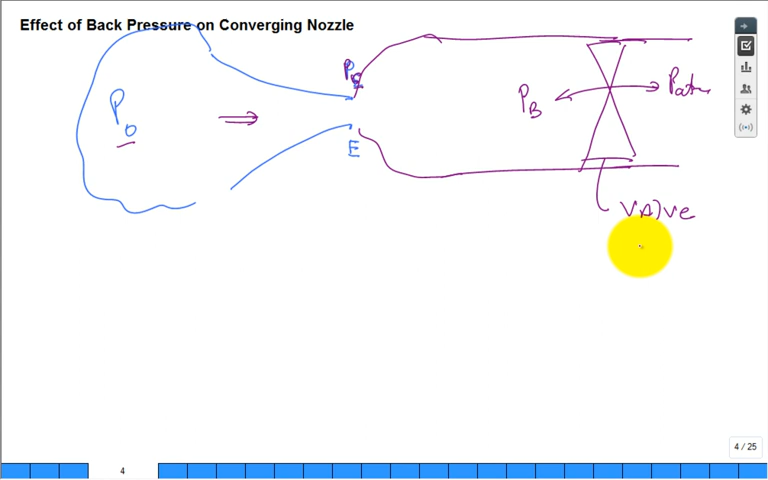 Effect of Back Pressure on Converging Nozzle
P0
PE
E
PB
Patm
valve
4 / 25
4